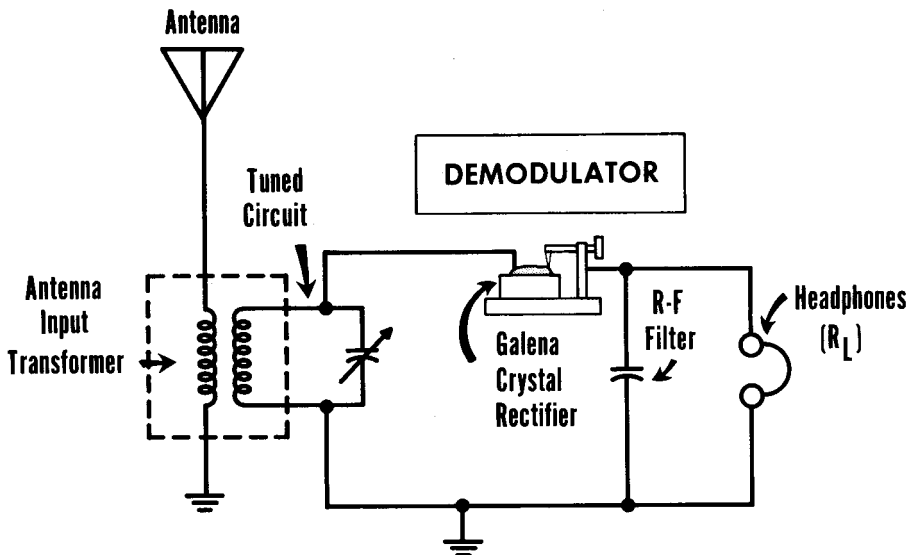 Antenna
DEMODULATOR
Tuned
Circuit
Antenna
Input
Transformer
Galena
Crystal
Rectifier
R-F
Filter
Headphones
(RL)